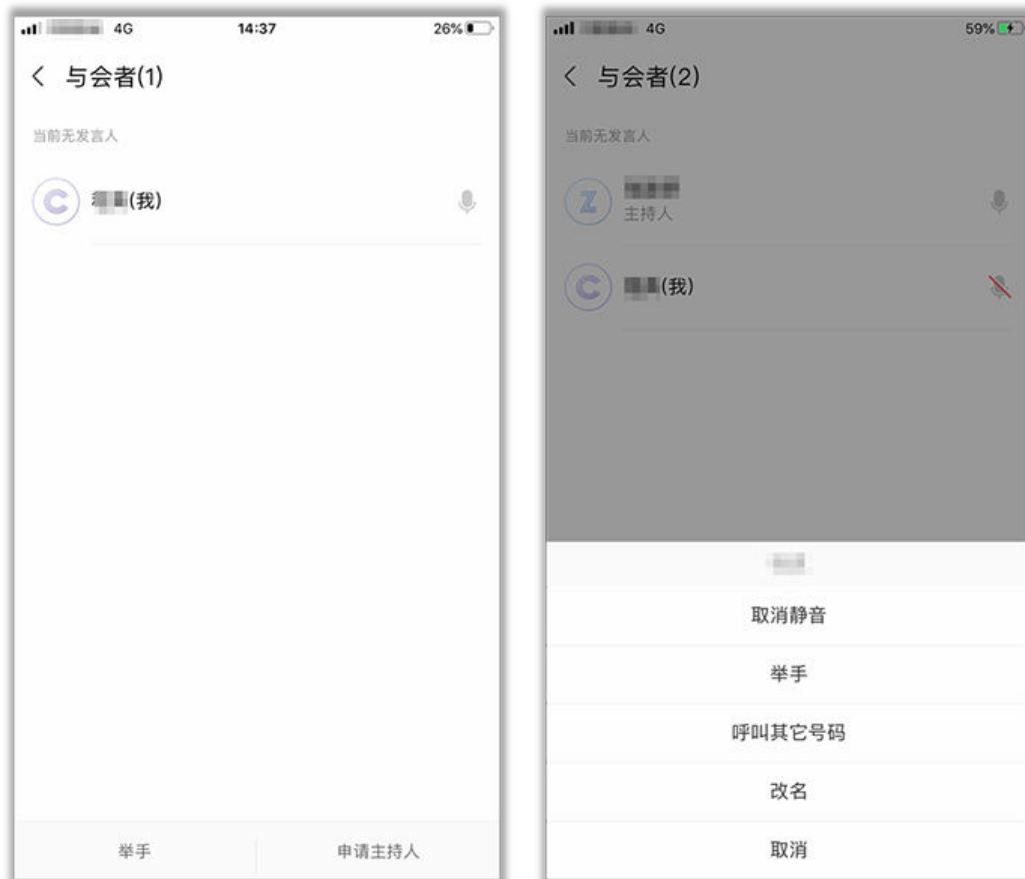 4G 14:37 26%
与会者(1)
当前无发言人
C
(我)
举手 申请主持人
4G 59%
与会者(2)
当前无发言人
Z
主持人
C
(我)
取消静音
举手
呼叫其它号码
改名
取消